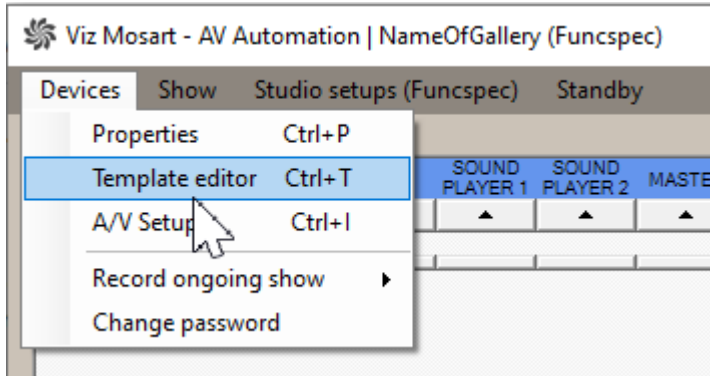 Viz Mosart - AV Automation | NameOfGallery (Funcspec)
Devices Show Studio setups (Funcspec) Standby
Properties Ctrl+P
Template editor Ctrl+T
A/V Setup Ctrl+I
Record ongoing show
Change password
SOUND PLAYER 1
SOUND PLAYER 2
MASTE